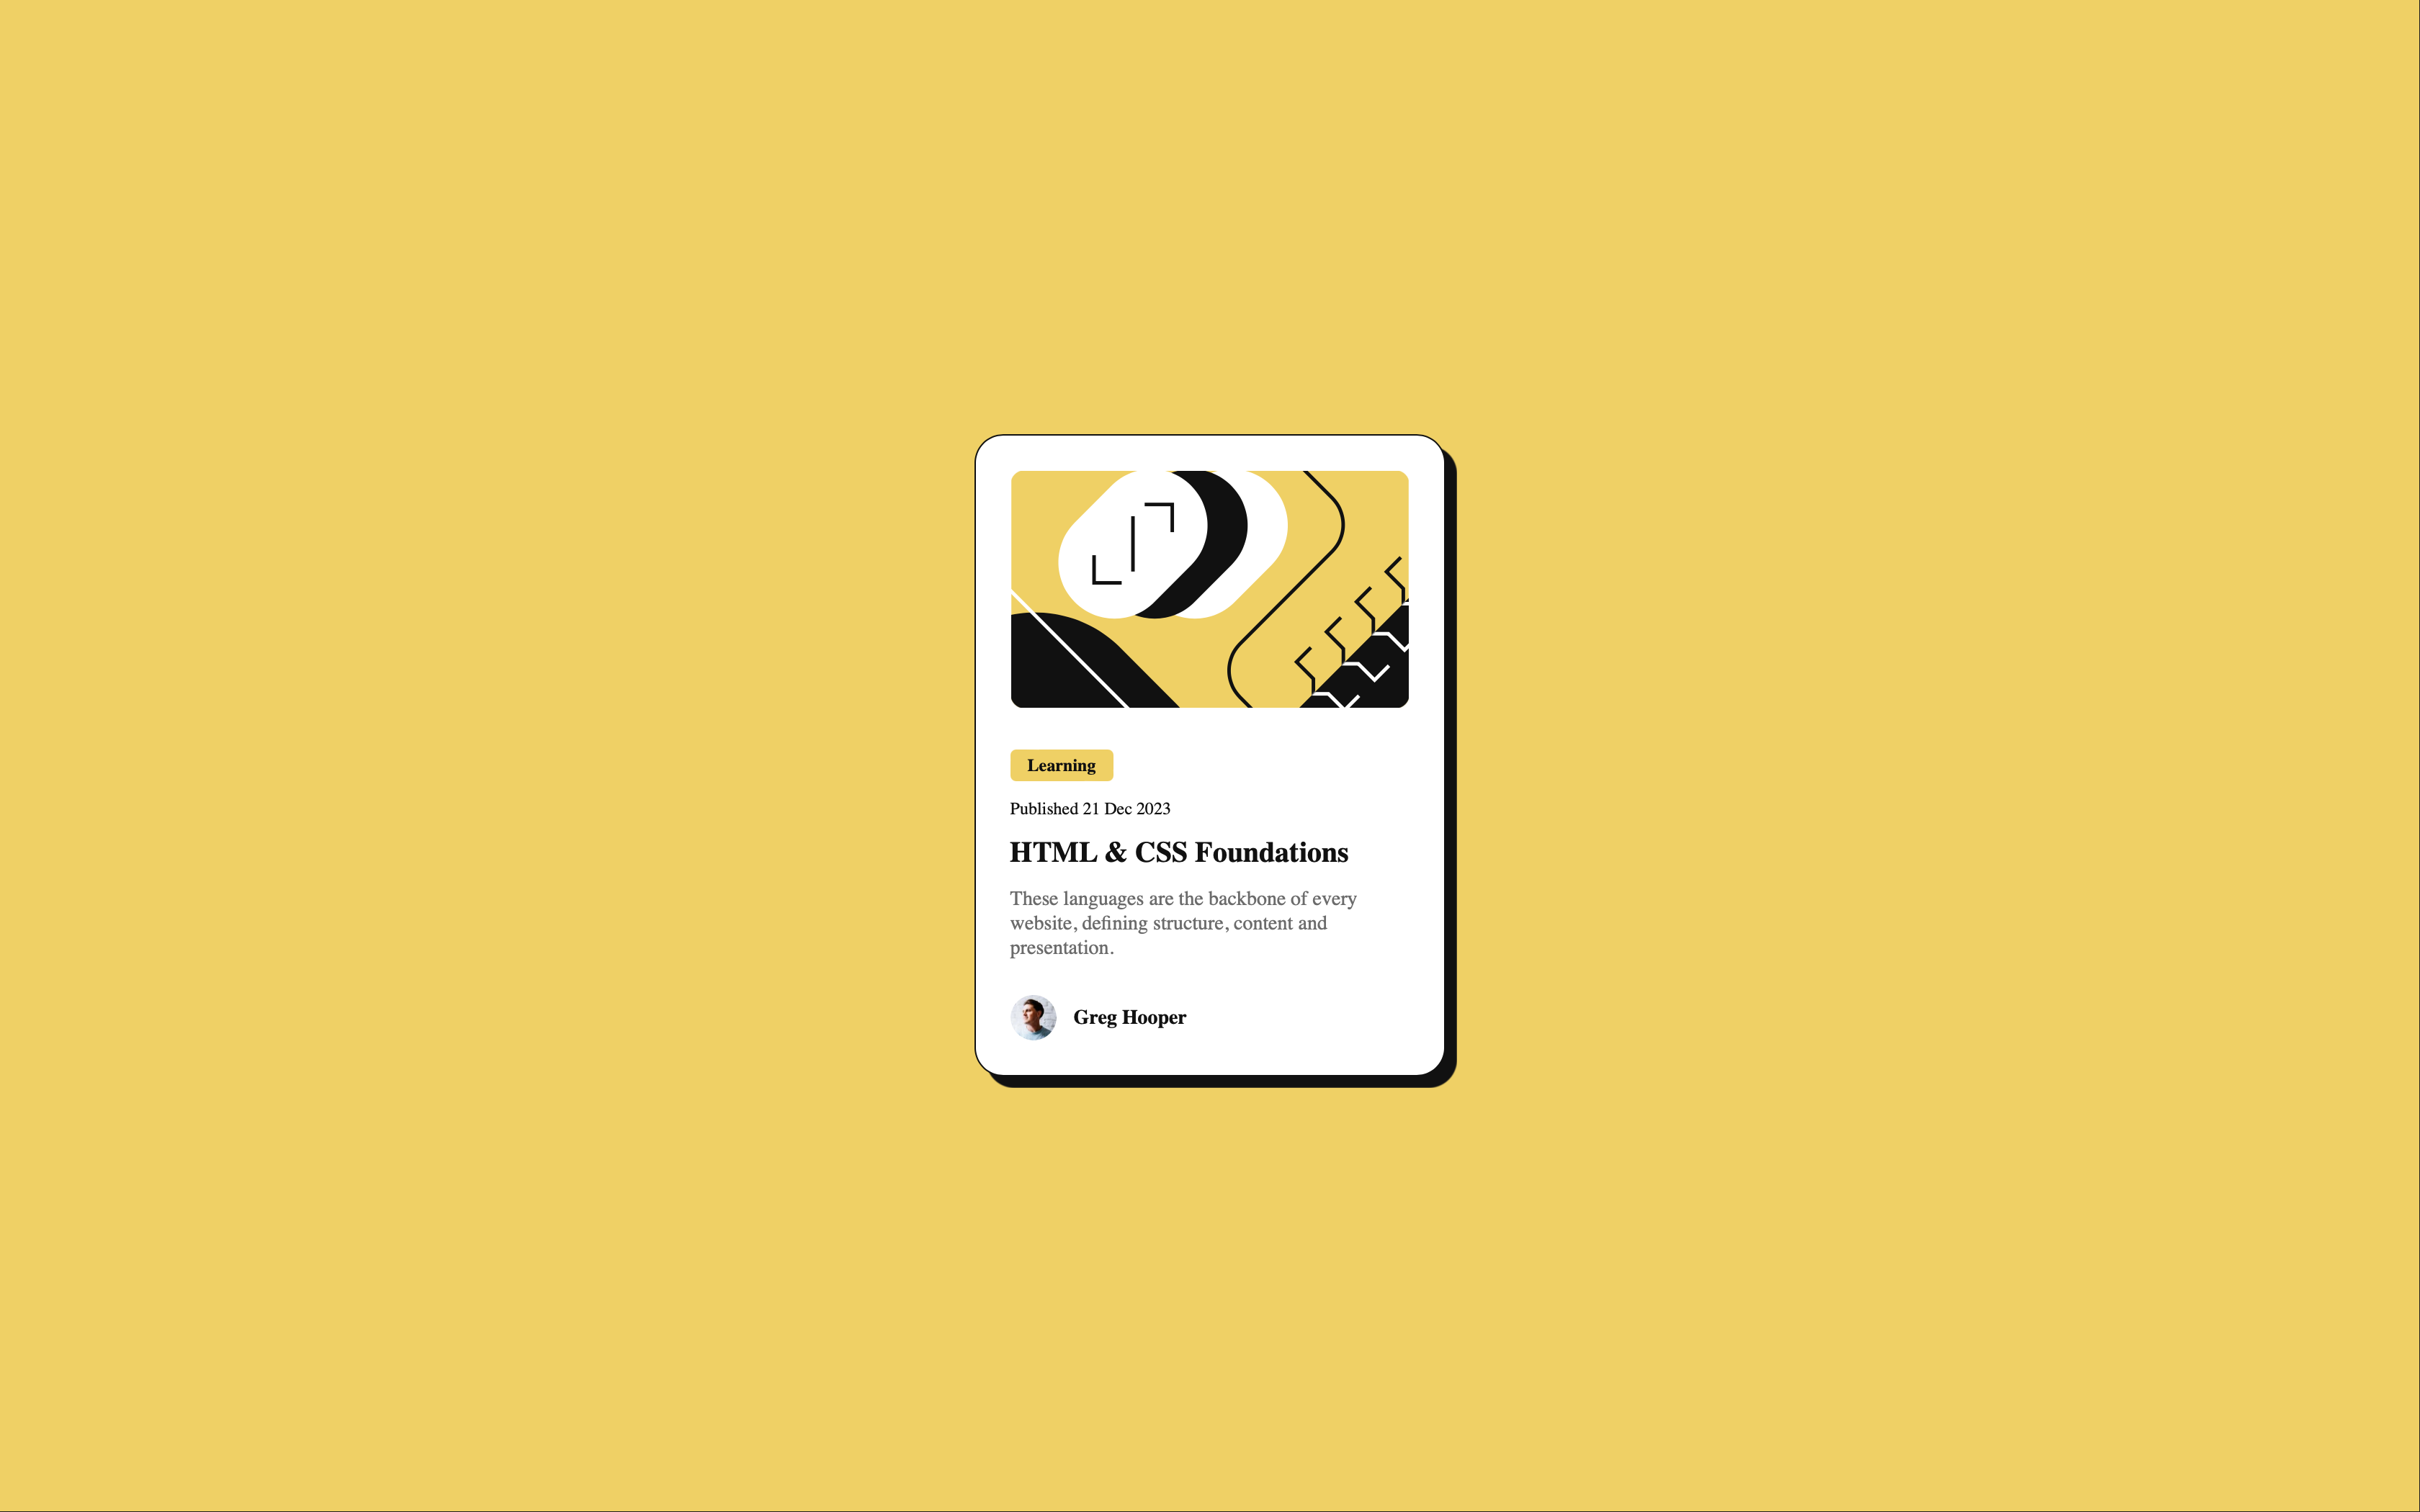 Learning
Published 21 Dec 2023
HTML & CSS Foundations
These languages are the backbone of every
website, defining structure, content and
presentation.
Greg Hooper